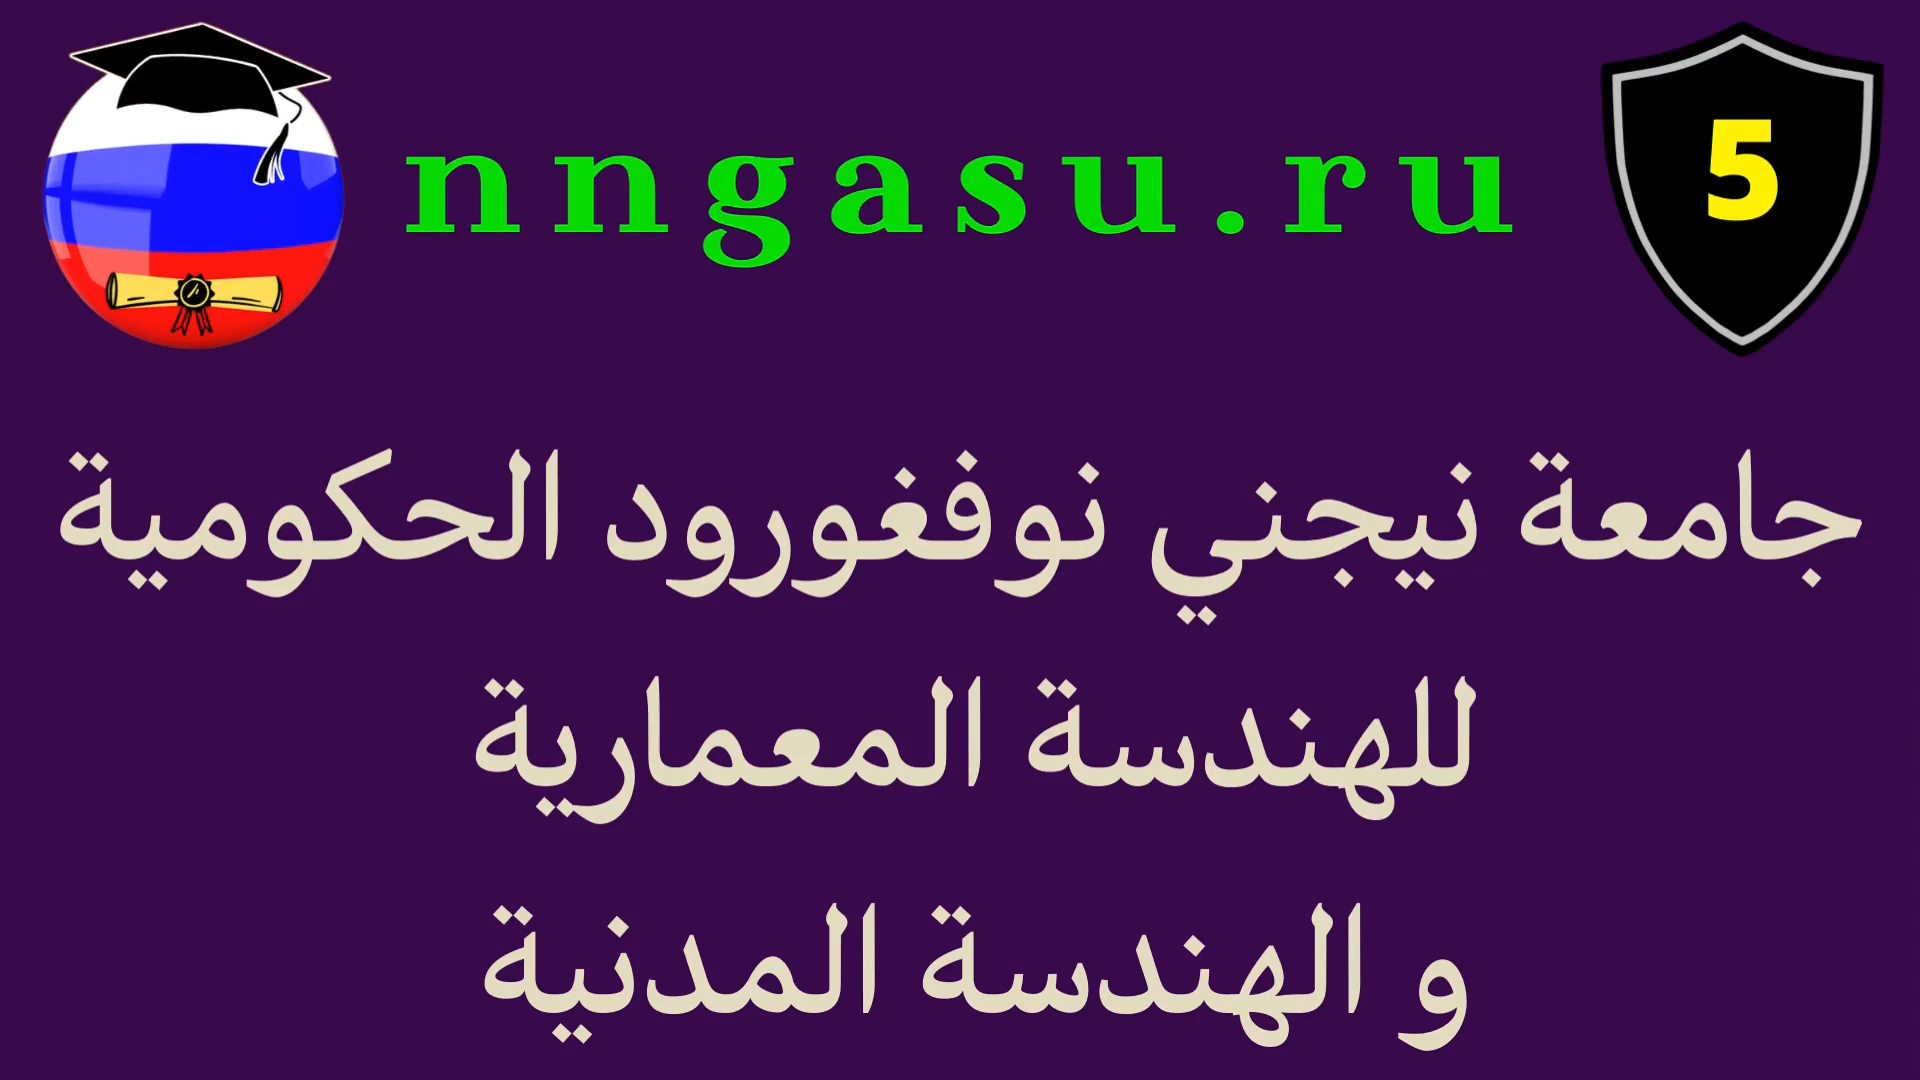 nngasu.ru
5
جامعة نيجني نوفغورود الحكومية
للهندسة المعمارية
و الهندسة المدنية